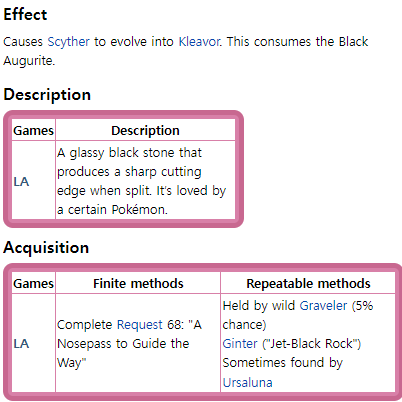 Effect
Causes Scyther to evolve into Kleavor. This consumes the Black
Augurite.
Description
Games Description
LA
A glassy black stone that
produces a sharp cutting
edge when split. It's loved by
a certain Pokémon.
Acquisition
Games Finite methods Repeatable methods
LA
Complete Request 68: "A
Nosepass to Guide the
Way"
Held by wild Graveler (5%
chance)
Ginter ("Jet-Black Rock")
Sometimes found by
Ursaluna